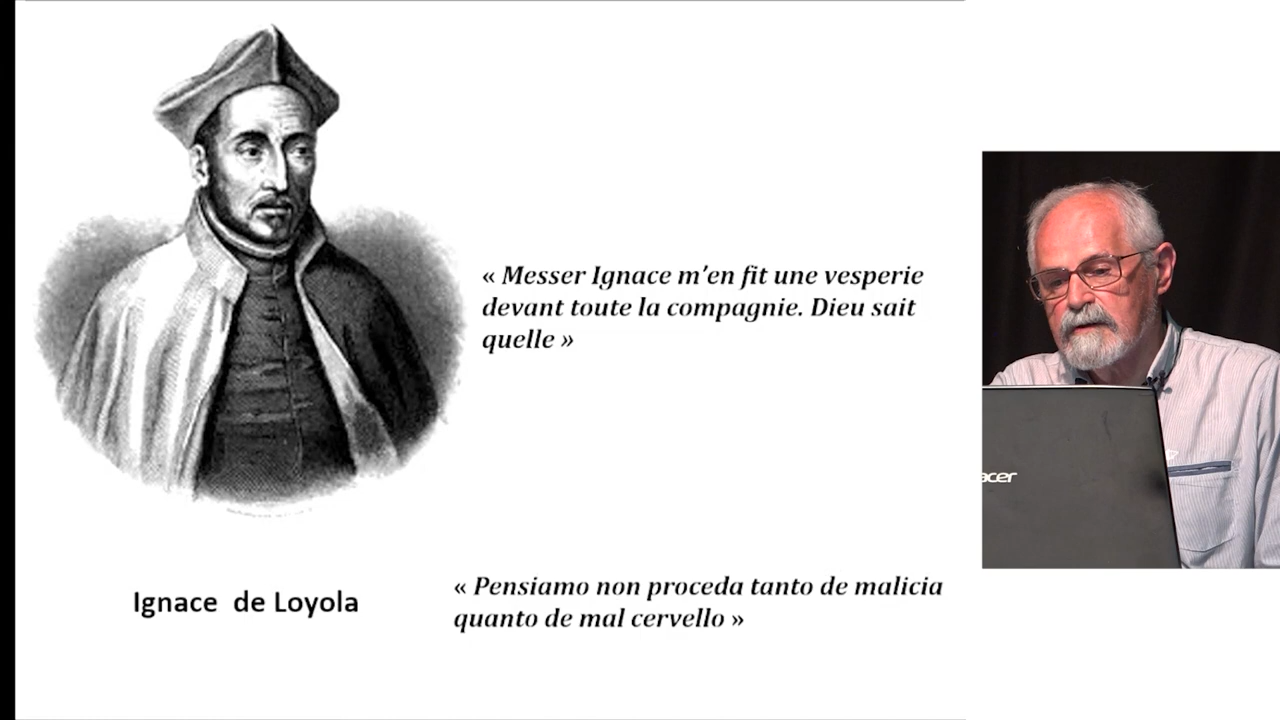 « Messer Ignace m’en fit une vesperie
devant toute la compagnie. Dieu sait
quelle »
Ignace de Loyola
« Pensiamo non proceda tanto de malicia
quanto de mal cervello »
acer